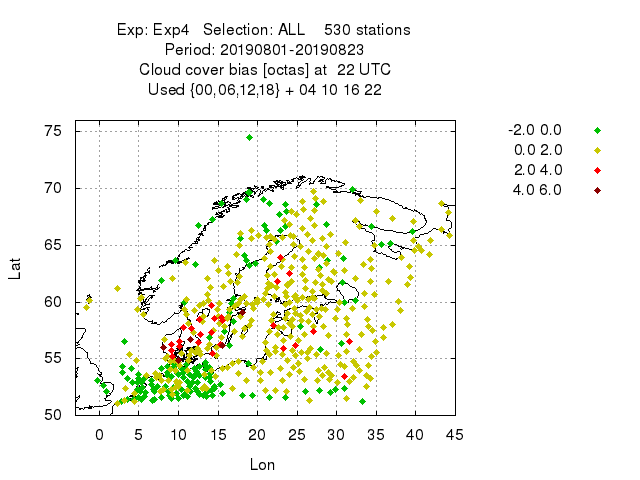 Exp: Exp4 Selection: ALL 530 stations
Period: 20190801-20190823
Cloud cover bias [octas] at 22 UTC
Used {00,06,12,18} + 04 10 16 22
-2.0 0.0
0.0 2.0
2.0 4.0
4.0 6.0
75
70
65
60
55
50
Lat
0 5 10 15 20 25 30 35 40 45
Lon